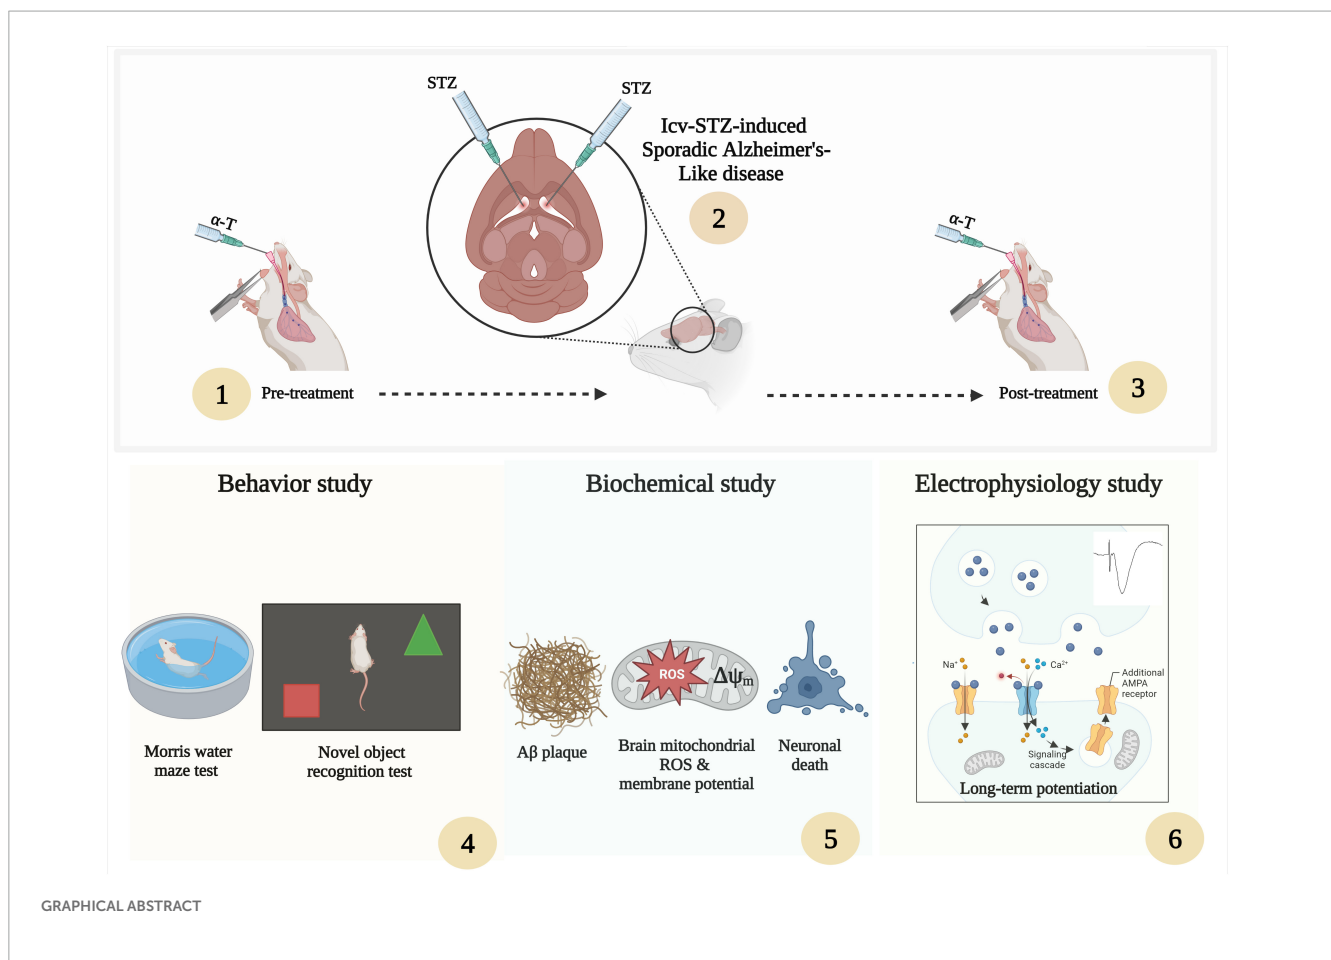 STZ
STZ
Icv-STZ-induced
Sporadic Alzheimer's-
Like disease
2
α-T
α-T
1
Pre-treatment
Post-treatment
3
Behavior study
Biochemical study
Electrophysiology study
Morris water
maze test
Novel object
recognition test
4
ROS
Δψm
Aβ plaque
Brain mitochondrial
ROS &
membrane potential
Neuronal
death
5
Na⁺
Ca²⁺
Additional
AMPA
receptor
Signaling
cascade
Long-term potentiation
6
GRAPHICAL ABSTRACT